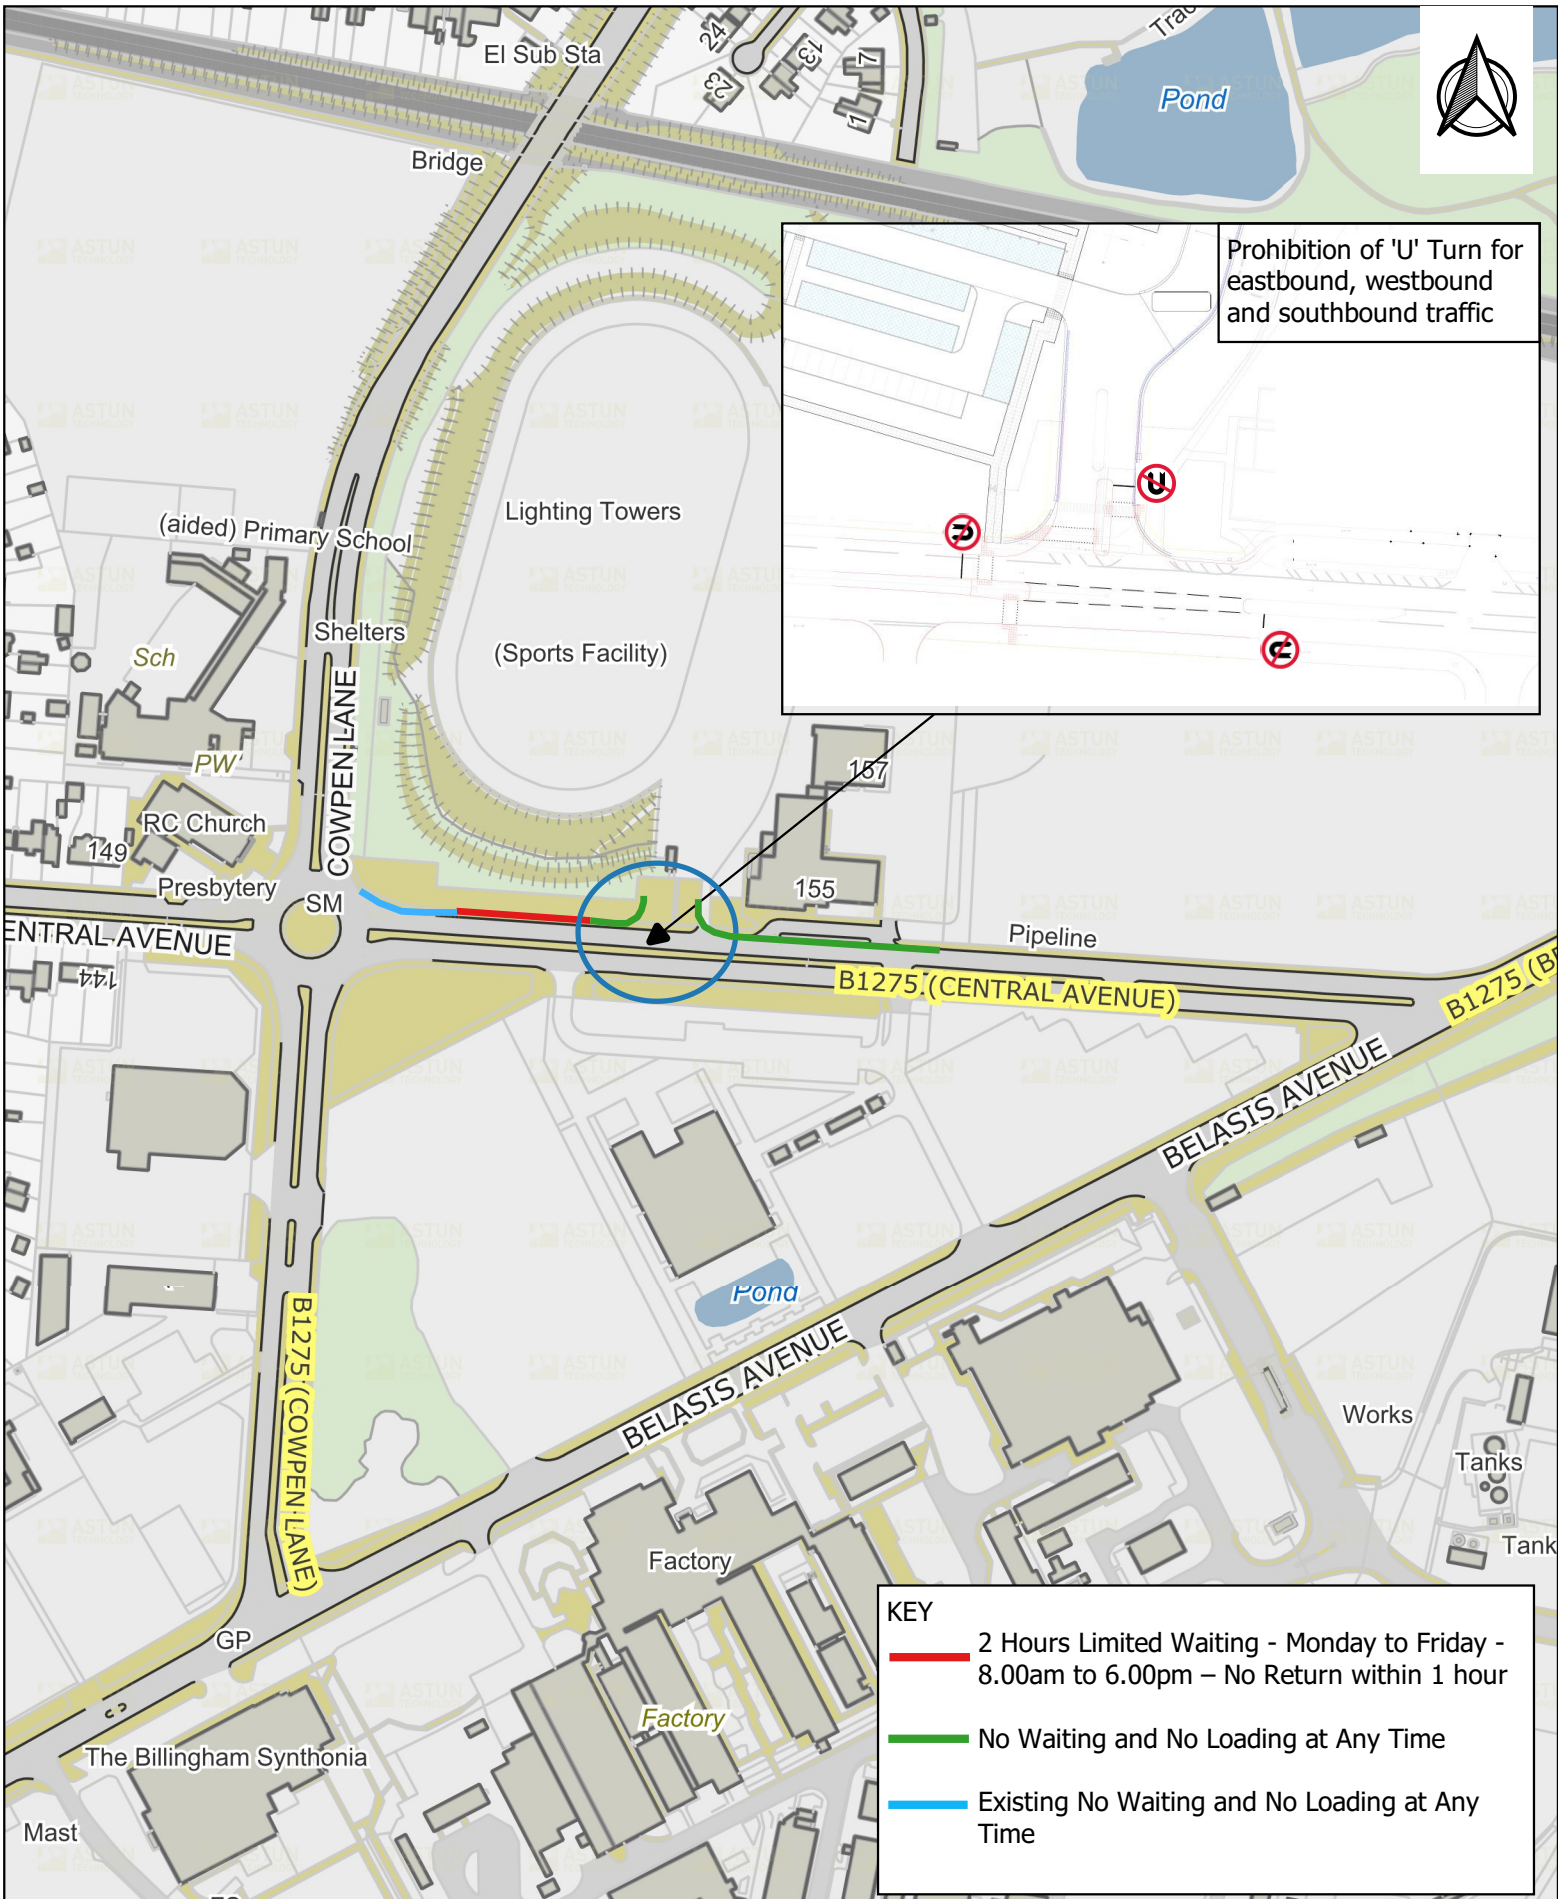 El Sub Sta
24
13
7
23
1
Pond
Bridge
Prohibition of 'U' Turn for
eastbound, westbound
and southbound traffic
Lighting Towers
(aided) Primary School
Shelters
(Sports Facility)
Sch
COWPEN LANE
PW
157
RC Church
149
155
Presbytery
SM
ENTRAL AVENUE
Pipeline
144
B1275 (CENTRAL AVENUE)
B1275 (BE
BELASIS AVENUE
Pond
B1275 (COWPEN LANE)
BELASIS AVENUE
Works
Tanks
Tank
Factory
GP
Factory
The Billingham Synthonia
Mast
KEY
2 Hours Limited Waiting - Monday to Friday -
8.00am to 6.00pm – No Return within 1 hour
No Waiting and No Loading at Any Time
Existing No Waiting and No Loading at Any
Time
ASTUN
TECHNOLOGY